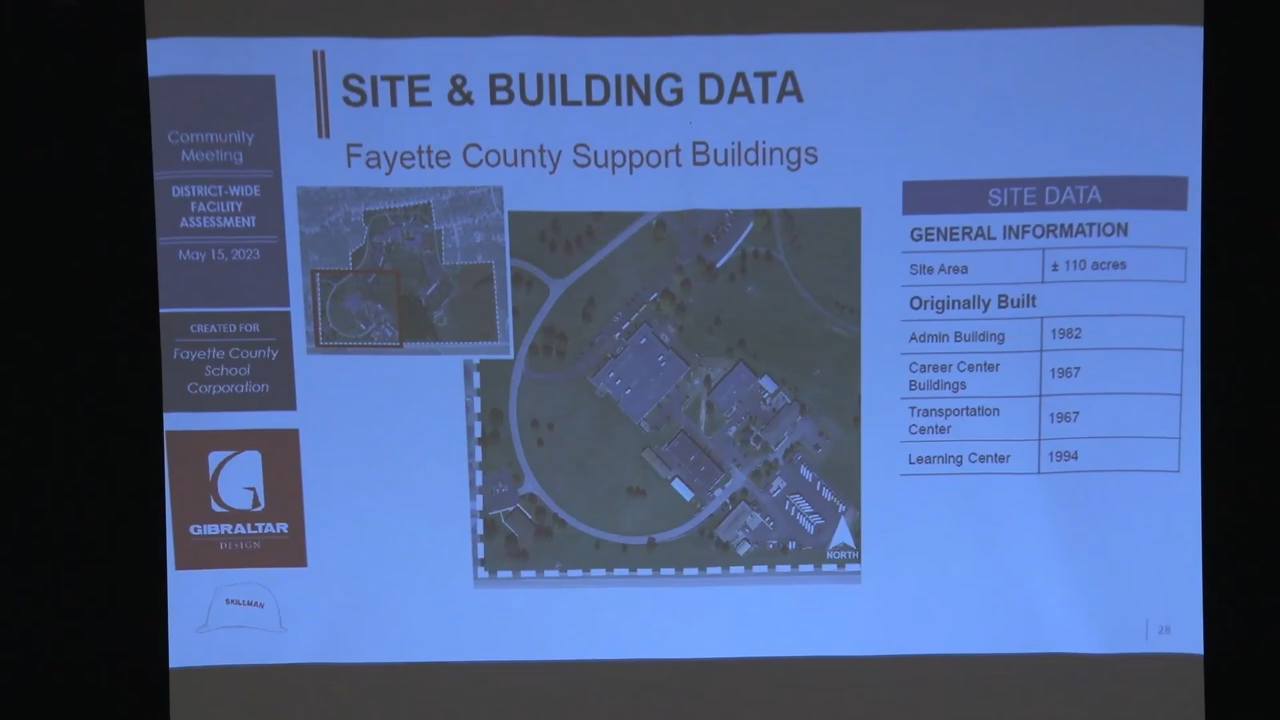 Community
Meeting
DISTRICT-WIDE
FACILITY
ASSESSMENT
May 15, 2023
CREATED FOR
Fayette County
School
Corporation
G
GIBRALTAR
DESIGN
SKILLMAN
SITE & BUILDING DATA
Fayette County Support Buildings
NORTH
SITE DATA
GENERAL INFORMATION
Site Area ± 110 acres
Originally Built
Admin Building 1982
Career Center
Buildings 1967
Transportation
Center 1967
Learning Center 1994
28